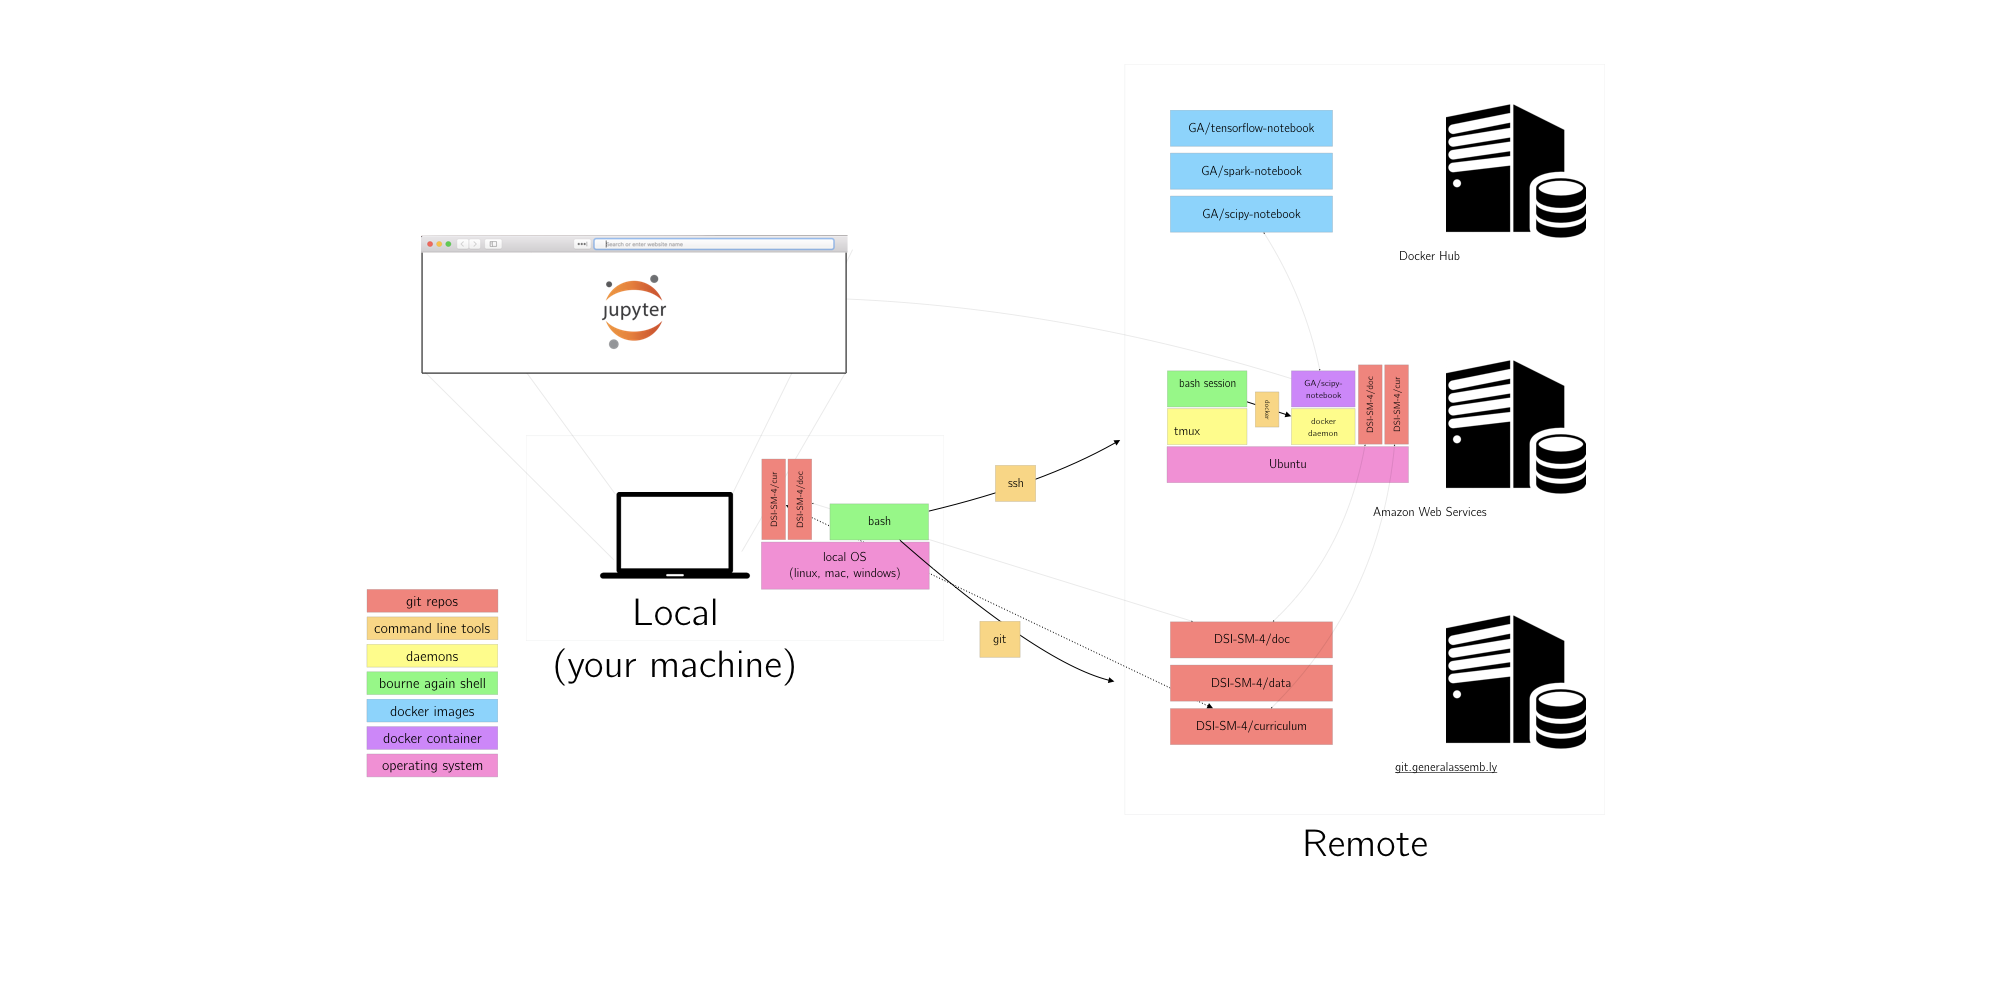 GA/tensorflow-notebook
GA/spark-notebook
GA/scipy-notebook
Docker Hub
Search or enter website name
jupyter
bash session
tmux
docker
GA/scipy-
notebook
docker
daemon
DSI-SM-4/doc
DSI-SM-4/cur
Ubuntu
Amazon Web Services
DSI-SM-4/cur
DSI-SM-4/doc
bash
local OS
(linux, mac, windows)
ssh
git
Local
(your machine)
git repos
command line tools
daemons
bourne again shell
docker images
docker container
operating system
DSI-SM-4/doc
DSI-SM-4/data
DSI-SM-4/curriculum
git.generalassemb.ly
Remote